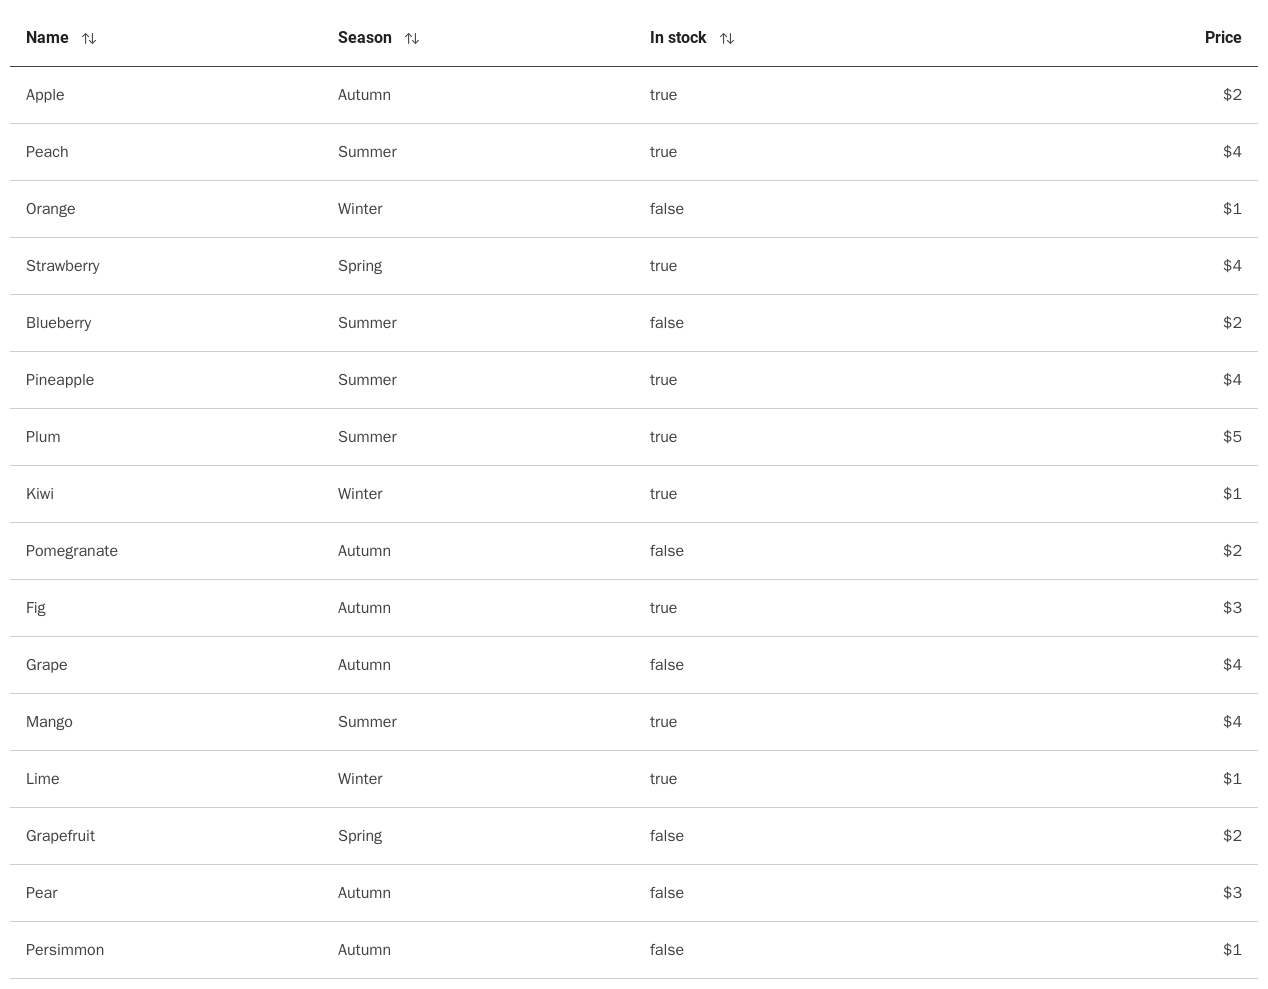 Name Season In stock Price
Apple Autumn true $2
Peach Summer true $4
Orange Winter false $1
Strawberry Spring true $4
Blueberry Summer false $2
Pineapple Summer true $4
Plum Summer true $5
Kiwi Winter true $1
Pomegranate Autumn false $2
Fig Autumn true $3
Grape Autumn false $4
Mango Summer true $4
Lime Winter true $1
Grapefruit Spring false $2
Pear Autumn false $3
Persimmon Autumn false $1